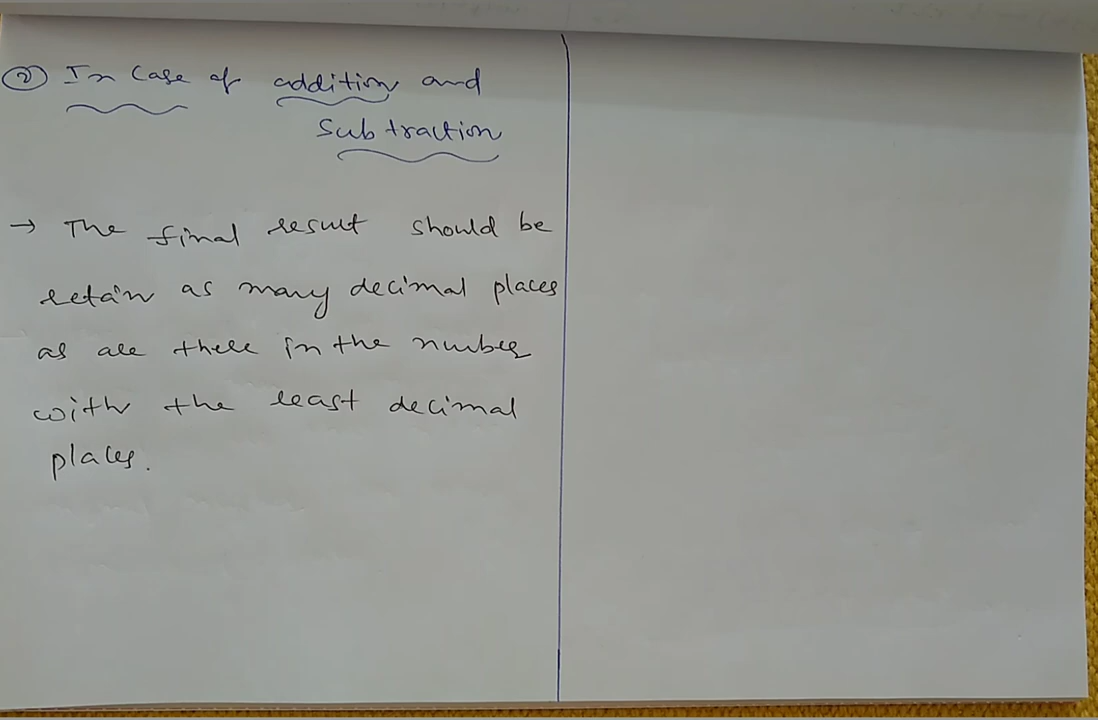 ② In Case of addition and
Subtraction
→ The final result should be
retain as many decimal places
as are there in the number
with the least decimal
places.